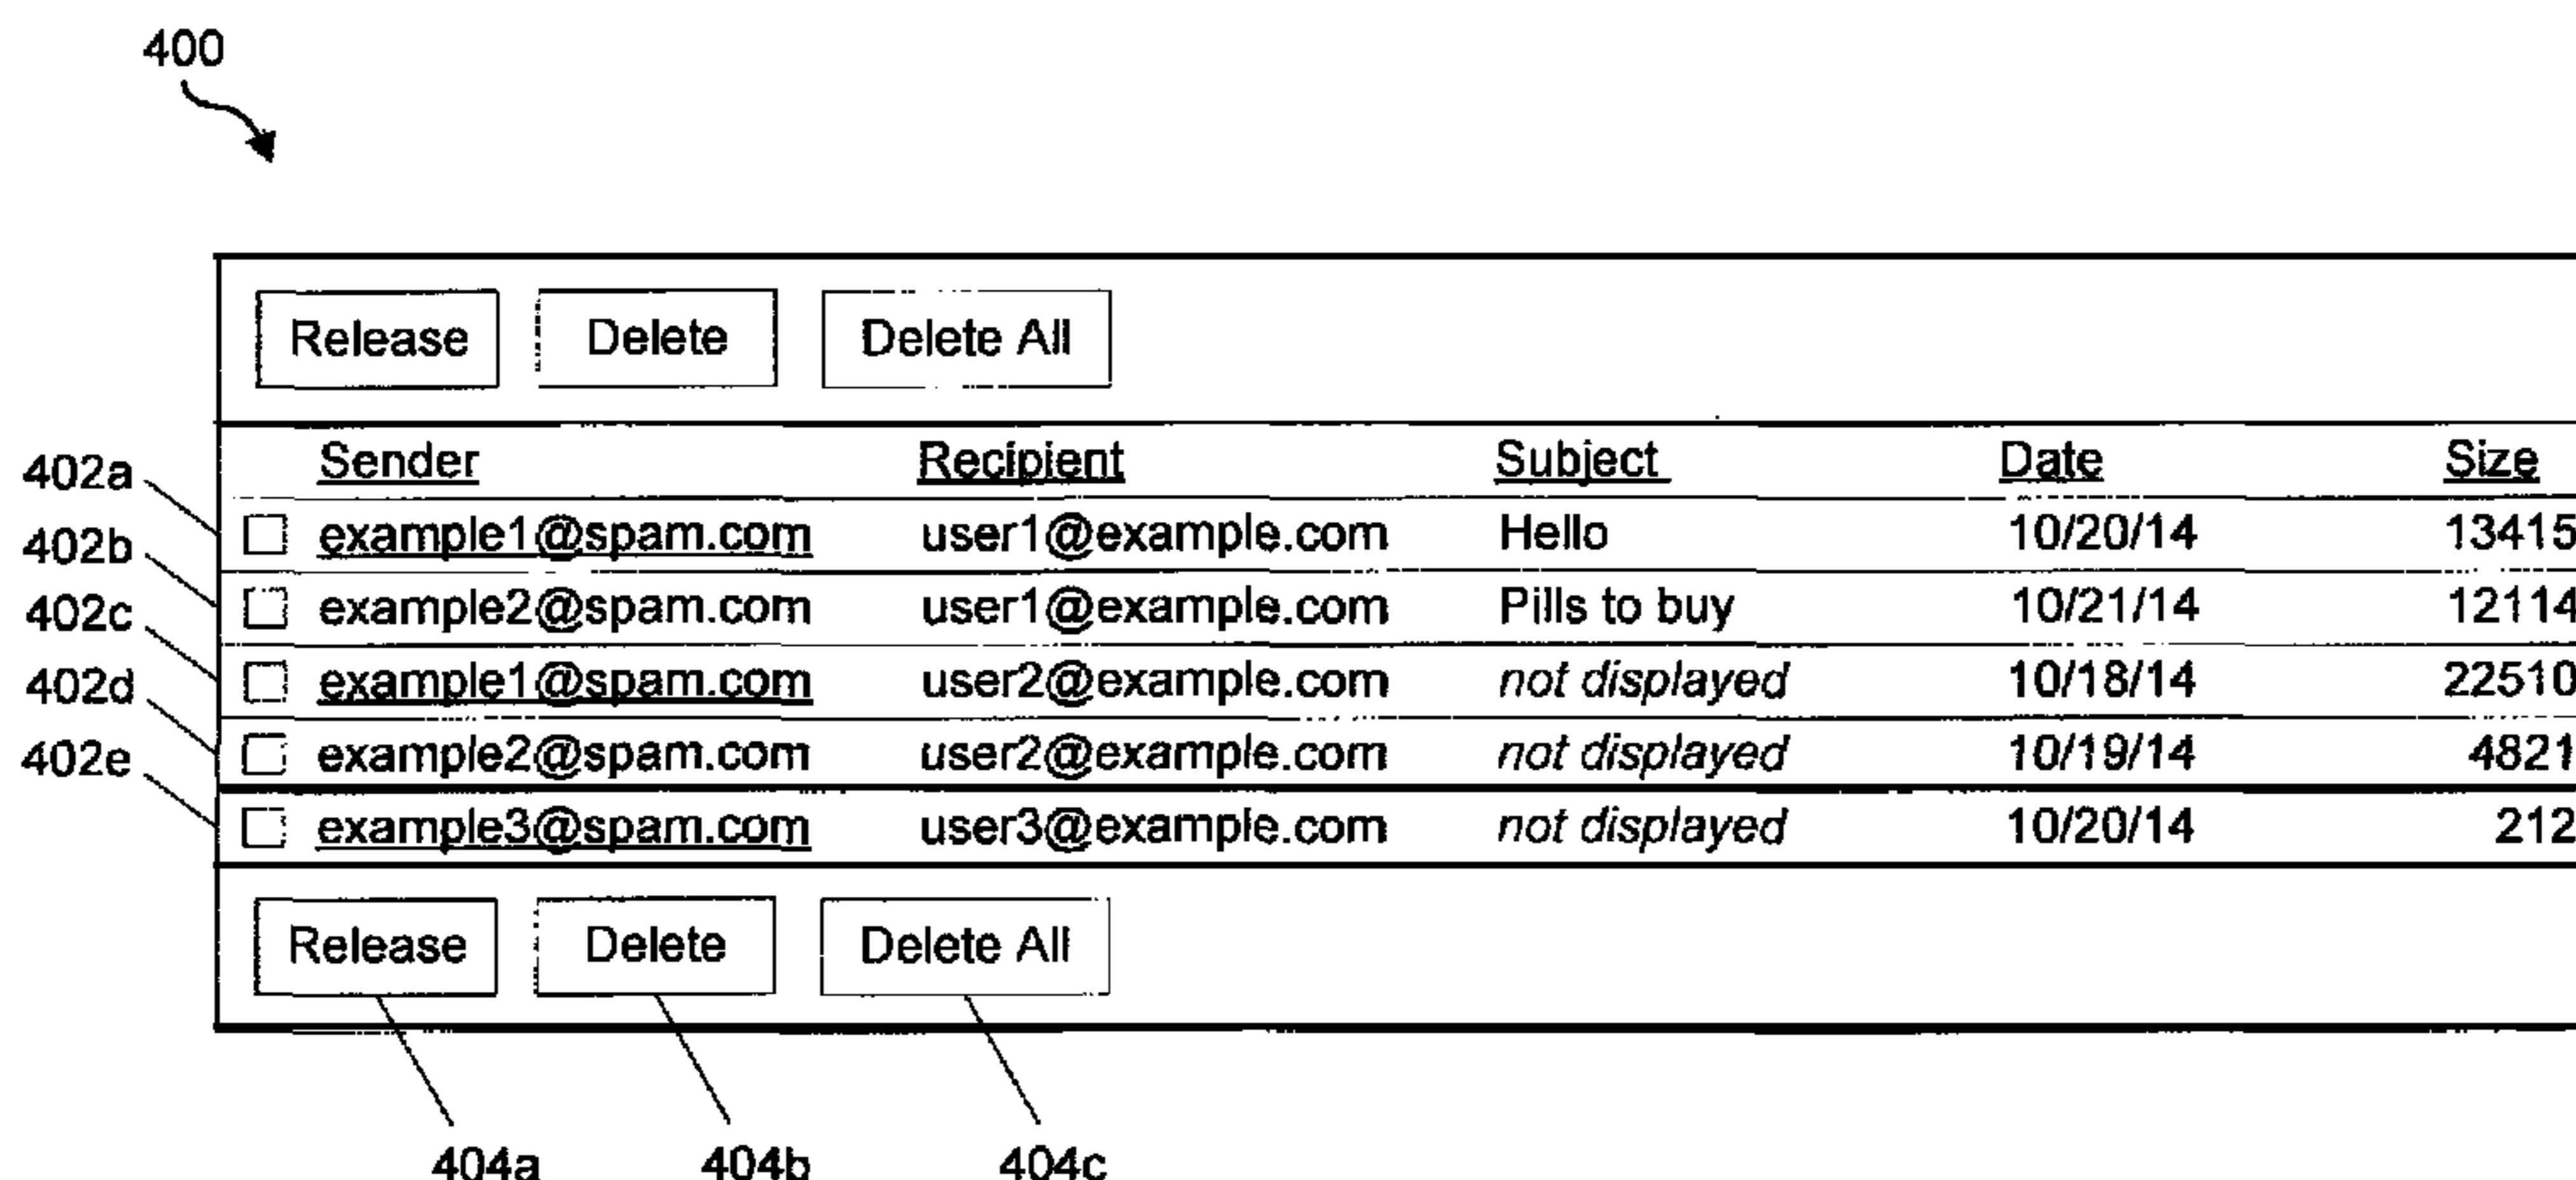 400
Release Delete Delete All
Sender Recipient Subject Date Size
402a example1@spam.com user1@example.com Hello 10/20/14 13415
402b example2@spam.com user1@example.com Pills to buy 10/21/14 12114
402c example1@spam.com user2@example.com not displayed 10/18/14 22510
402d example2@spam.com user2@example.com not displayed 10/19/14 4821
402e example3@spam.com user3@example.com not displayed 10/20/14 212
Release Delete Delete All
404a 404b 404c